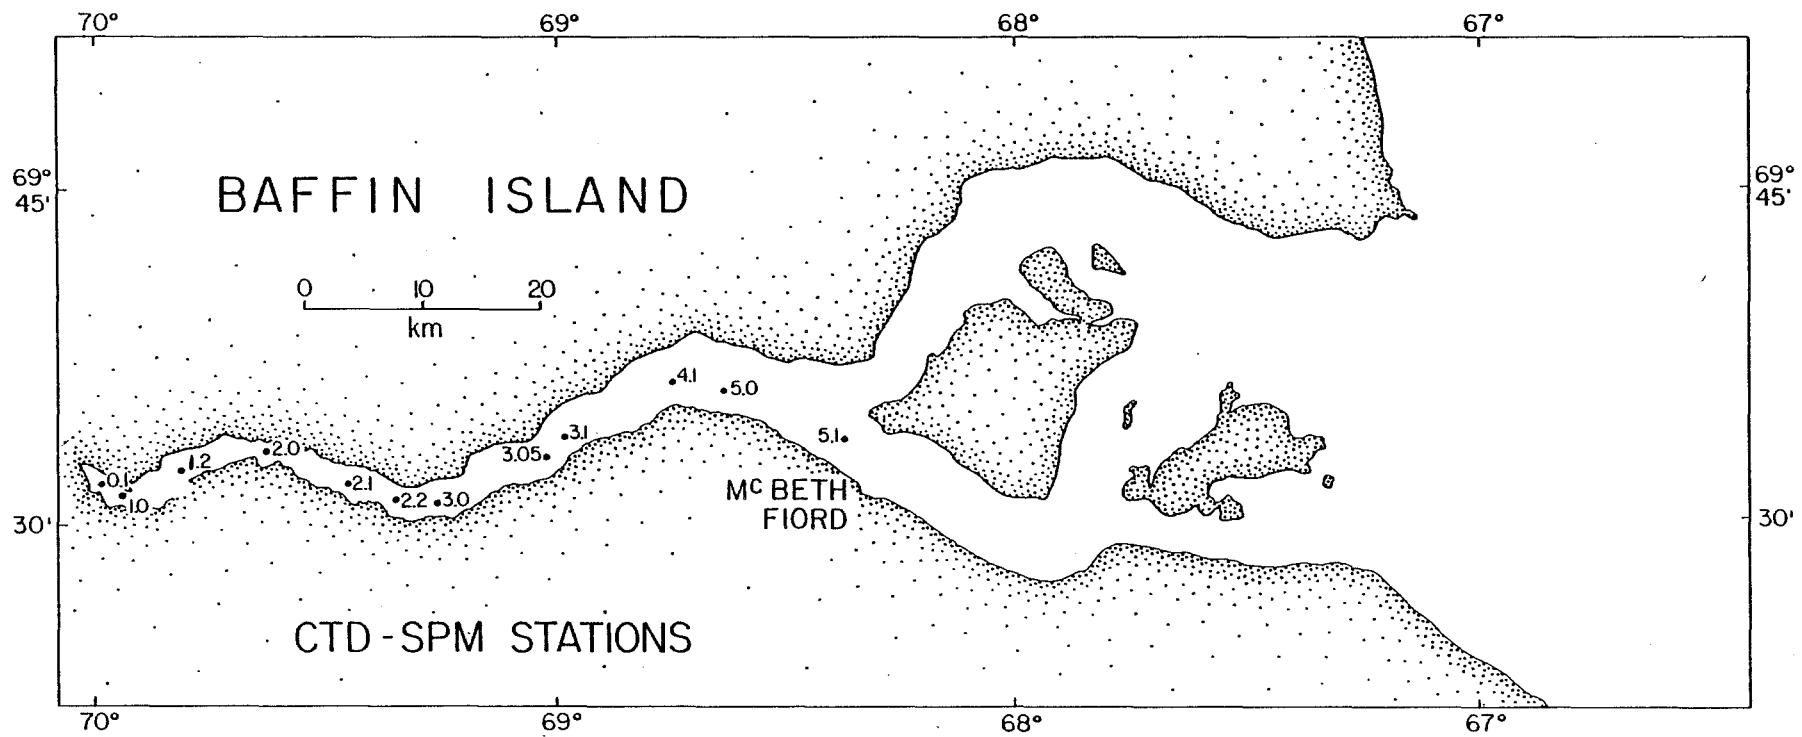 70° 69° 68° 67°
69°
45'
69°
45'
BAFFIN ISLAND
0 10 20
km
4.1
5.0
3.1
5.1
3.05
2.0
1.2
0.1
1.0
2.1
2.2
3.0
Mc BETH
FIORD
30'
30'
CTD-SPM STATIONS
70° 69° 68° 67°